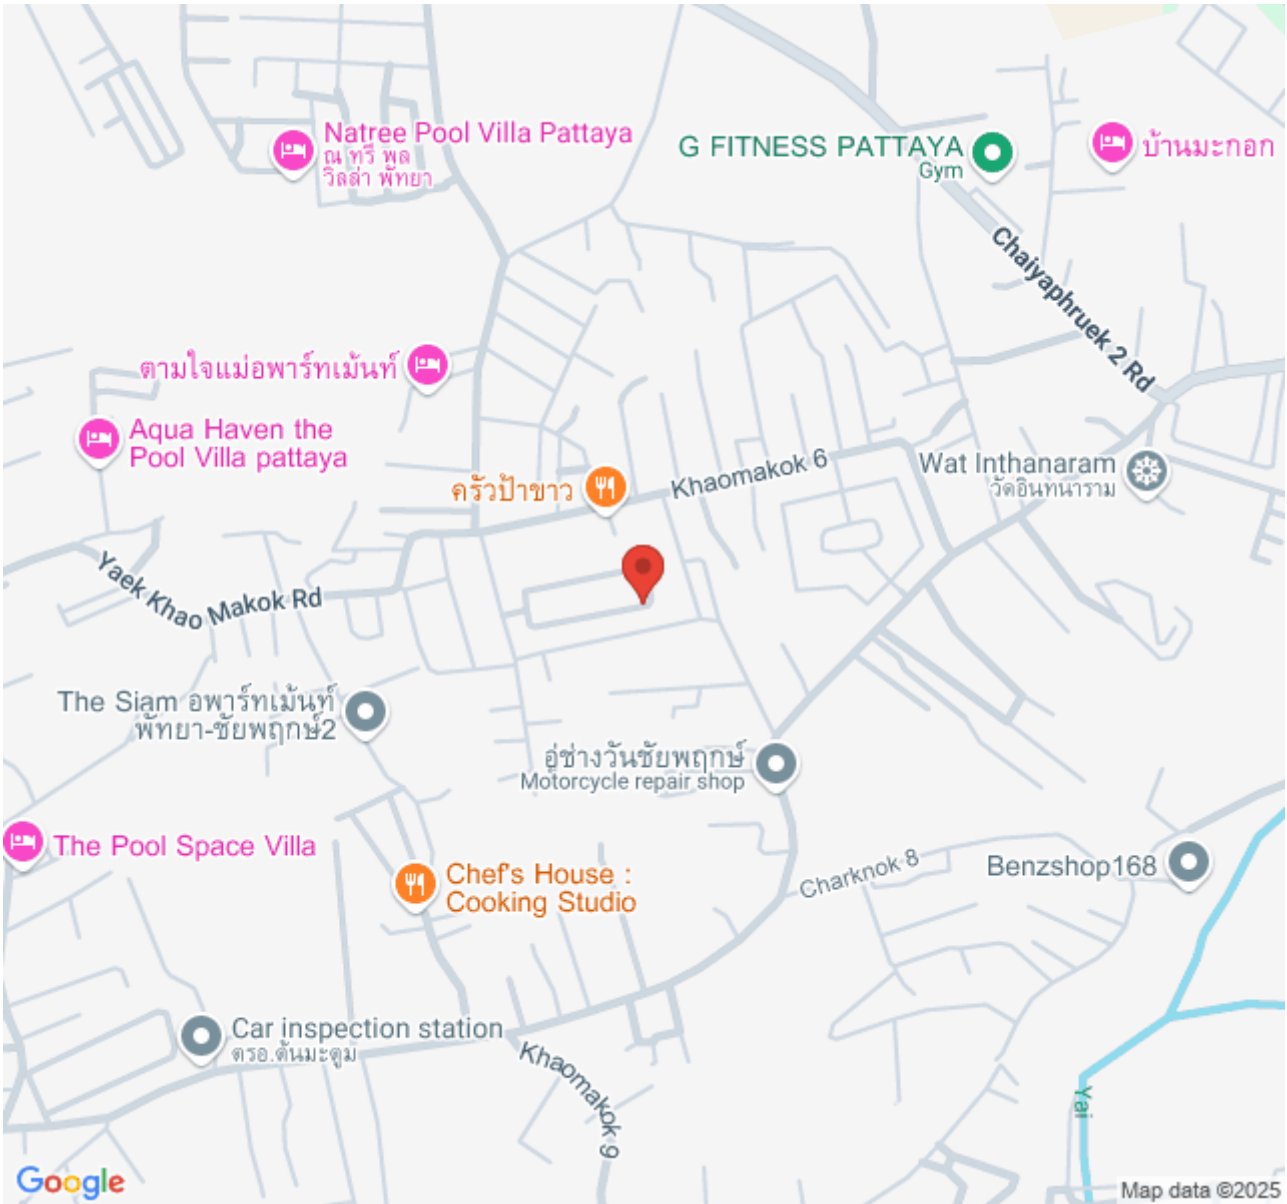 Natree Pool Villa Pattaya
ณ ทรี พูล
วิลล่า พัทยา
G FITNESS PATTAYA
Gym
บ้านมะกอก
Chaiyaphruek 2 Rd
ตามใจแม่อพาร์ทเม้นท์
Aqua Haven the
Pool Villa pattaya
ครัวป้าขาว
Khaomakok 6
Wat Inthanaram
วัดอินทนาราม
Yaek Khao Makok Rd
The Siam อพาร์ทเม้นท์
พัทยา-ชัยพฤกษ์2
อู่ช่างวันชัยพฤกษ์
Motorcycle repair shop
The Pool Space Villa
Chef's House :
Cooking Studio
Charknok 8
Benzshop168
Car inspection station
ตรอ.ต้นมะตูม
Khaomakok 9
Yai
Google
Map data ©2025